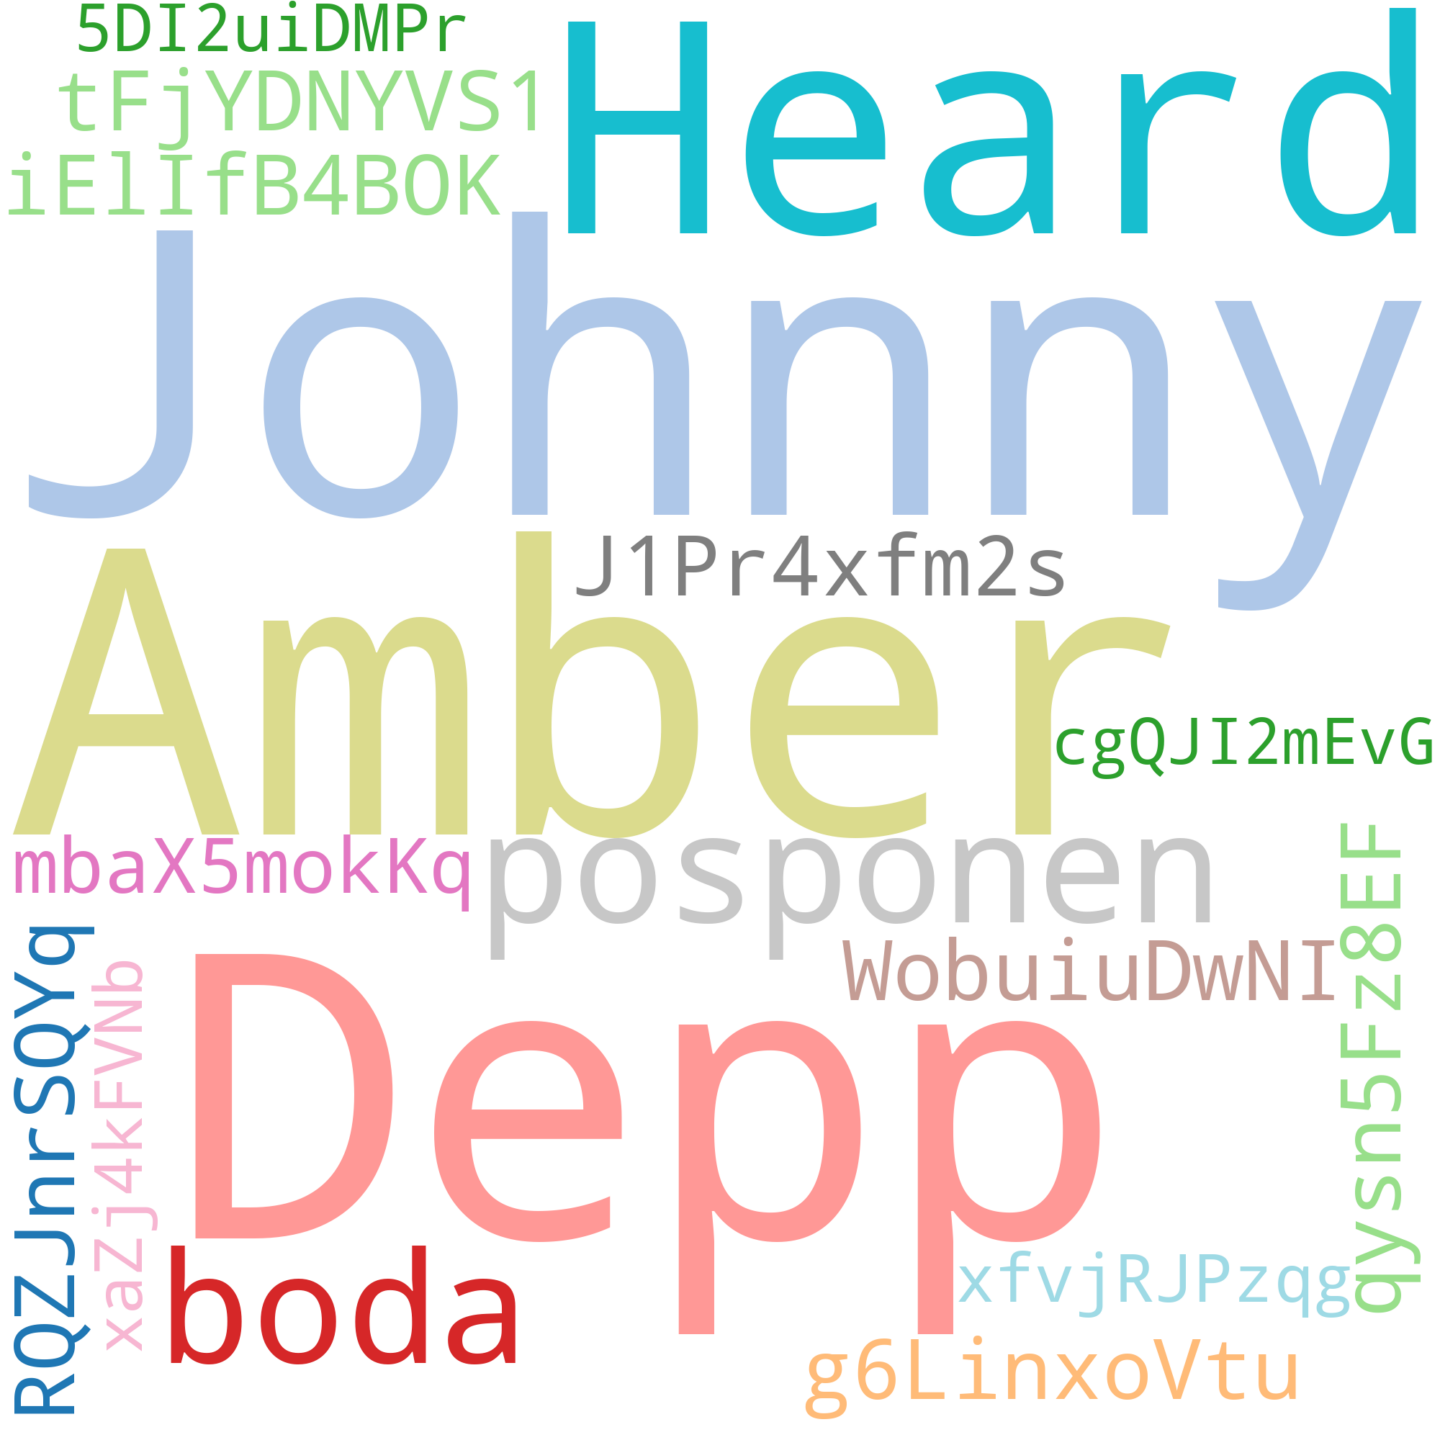 5DI2uiDMPr
tFjYDNYVS1
iElIfB4BOK
Heard
Johnny
J1Pr4xfm2s
Amber
cgQJI2mEvG
mbaX5mokKq
posponen
WobuiuDwNI
qysn5Fz8EF
RQZJnrSQYq
xaZj4kFVNb
Depp
boda
xfvjRJPzqg
g6LinxoVtu